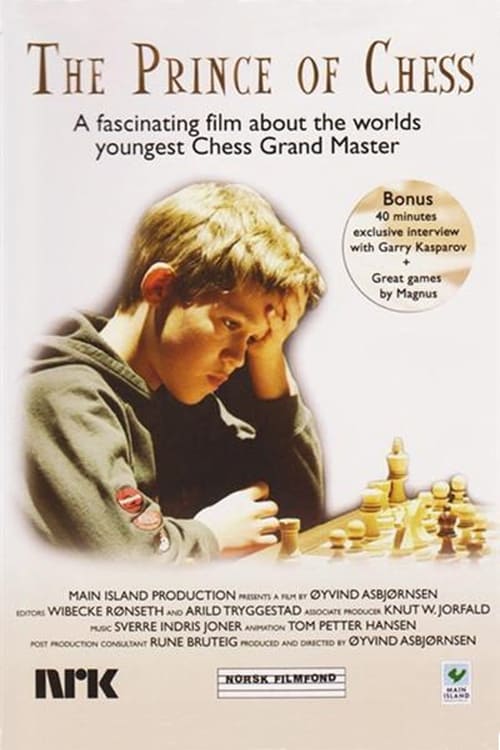 THE PRINCE OF CHESS
A fascinating film about the worlds
youngest Chess Grand Master
Bonus
40 minutes
exclusive interview
with Garry Kasparov
+
Great games
by Magnus
MAIN ISLAND PRODUCTION PRESENTS A FILM BY ØYVIND ASBJØRNSEN
EDITORS WIBECKE RØNSETH AND ARILD TRYGGESTAD ASSOCIATE PRODUCER KNUT W. JORFALD
MUSIC SVERRE INDRIS JONER ANIMATION TOM PETTER HANSEN
POST PRODUCTION CONSULTANT RUNE BRUTEIG PRODUCED AND DIRECTED BY ØYVIND ASBJØRNSEN
NRK
NORSK FILMFOND
MAIN
ISLAND